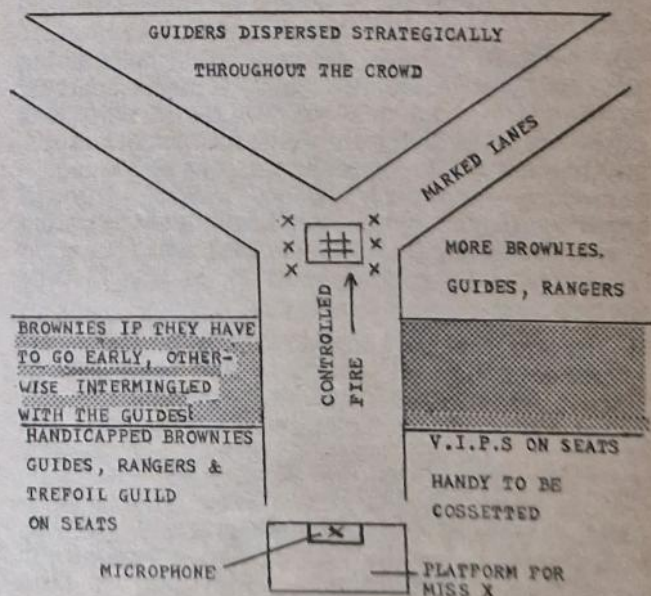 GUIDERS DISPERSED STRATEGICALLY
THROUGHOUT THE CROWD
MARKED LANES
X X
X X
X X
MORE BROWNIES.
GUIDES, RANGERS
CONTROLLED
FIRE
BROWNIES IF THEY HAVE
TO GO EARLY, OTHER-
WISE INTERMINGLED
WITH THE GUIDES!
HANDICAPPED BROWNIES
GUIDES, RANGERS &
TREFOIL GUILD
ON SEATS
V.I.P.S ON SEATS
HANDY TO BE
COSSETTED
X
MICROPHONE
PLATFORM FOR
MISS X